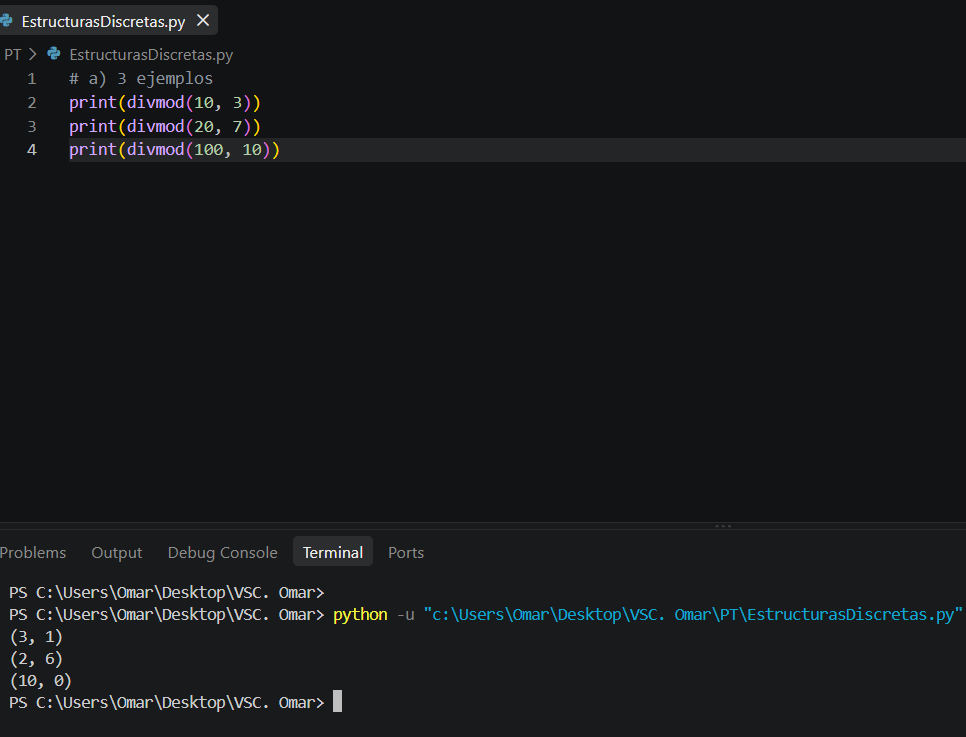 EstructurasDiscretas.py
PT > EstructurasDiscretas.py
1 # a) 3 ejemplos
2 print(divmod(10, 3))
3 print(divmod(20, 7))
4 print(divmod(100, 10))
Problems Output Debug Console Terminal Ports
PS C:\Users\Omar\Desktop\VSC. Omar>
PS C:\Users\Omar\Desktop\VSC. Omar> python -u "c:\Users\Omar\Desktop\VSC. Omar\PT\EstructurasDiscretas.py"
(3, 1)
(2, 6)
(10, 0)
PS C:\Users\Omar\Desktop\VSC. Omar>